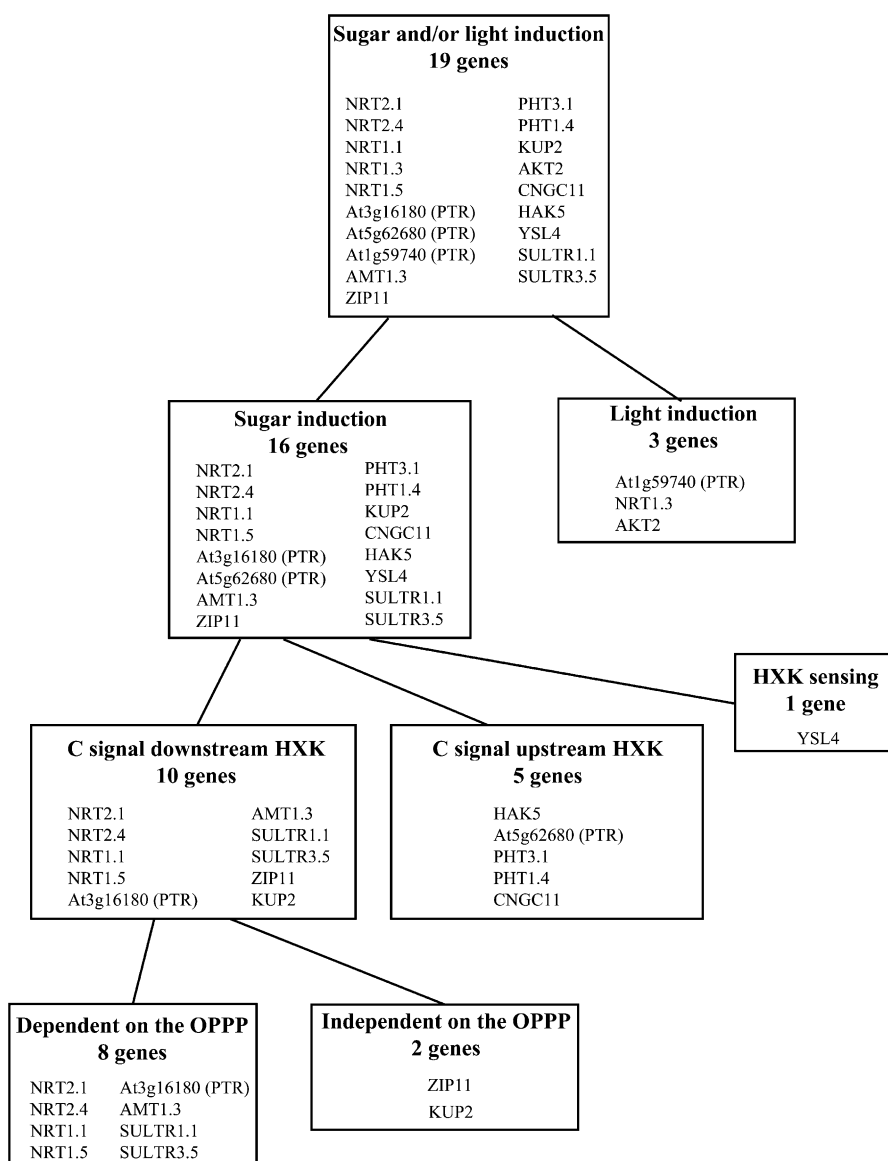 Sugar and/or light induction
19 genes
NRT2.1
NRT2.4
NRT1.1
NRT1.3
NRT1.5
At3g16180 (PTR)
At5g62680 (PTR)
At1g59740 (PTR)
AMT1.3
ZIP11
PHT3.1
PHT1.4
KUP2
AKT2
CNGC11
HAK5
YSL4
SULTR1.1
SULTR3.5
Sugar induction
16 genes
NRT2.1
NRT2.4
NRT1.1
NRT1.5
At3g16180 (PTR)
At5g62680 (PTR)
AMT1.3
ZIP11
PHT3.1
PHT1.4
KUP2
CNGC11
HAK5
YSL4
SULTR1.1
SULTR3.5
Light induction
3 genes
At1g59740 (PTR)
NRT1.3
AKT2
HXK sensing
1 gene
YSL4
C signal downstream HXK
10 genes
NRT2.1
NRT2.4
NRT1.1
NRT1.5
At3g16180 (PTR)
AMT1.3
SULTR1.1
SULTR3.5
ZIP11
KUP2
C signal upstream HXK
5 genes
HAK5
At5g62680 (PTR)
PHT3.1
PHT1.4
CNGC11
Dependent on the OPPP
8 genes
NRT2.1
NRT2.4
NRT1.1
NRT1.5
At3g16180 (PTR)
AMT1.3
SULTR1.1
SULTR3.5
Independent on the OPPP
2 genes
ZIP11
KUP2